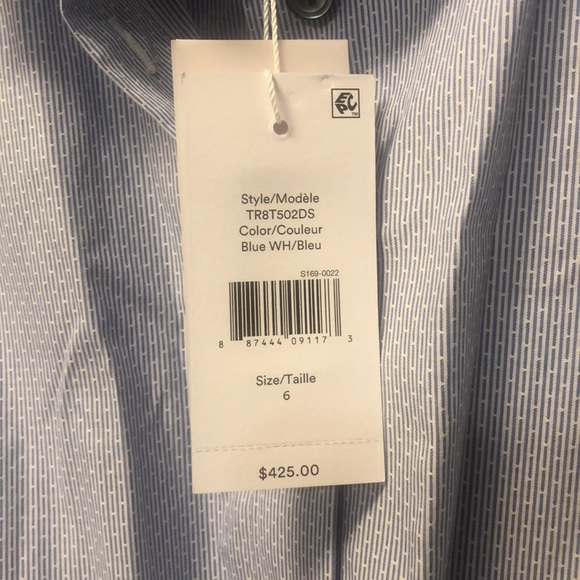 EPC™
Style/Modèle
TR8T502DS
Color/Couleur
Blue WH/Bleu
S169-0022
8 87444 09117 3
Size/Taille
6
$425.00